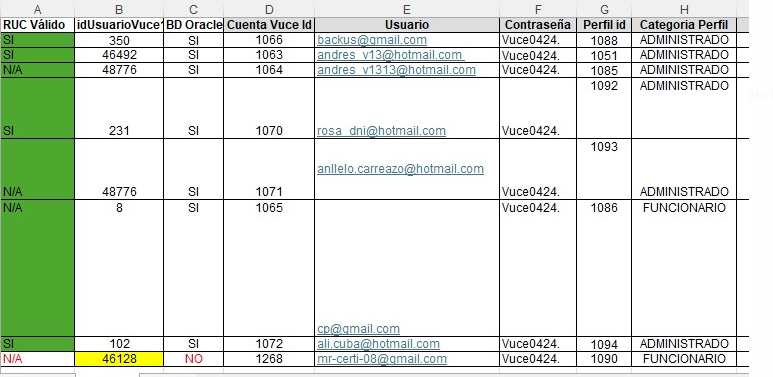 A B C D E F G H
RUC Válido idUsuarioVuce BD Oracle Cuenta Vuce Id Usuario Contraseña Perfil id Categoria Perfil
SI 350 SI 1066 backus@gmail.com Vuce0424. 1088 ADMINISTRADO
SI 46492 SI 1063 andres_v13@hotmail.com Vuce0424. 1051 ADMINISTRADO
N/A 48776 SI 1064 andres_v1313@hotmail.com Vuce0424. 1085 ADMINISTRADO
1092 ADMINISTRADO
SI 231 SI 1070 rosa_dni@hotmail.com Vuce0424.
1093
anllelo.carreazo@hotmail.com
N/A 48776 SI 1071 Vuce0424. ADMINISTRADO
N/A 8 SI 1065 Vuce0424. 1086 FUNCIONARIO
cp@gmail.com
SI 102 SI 1072 ali.cuba@hotmail.com Vuce0424. 1094 ADMINISTRADO
N/A 46128 NO 1268 mr-certi-08@gmail.com Vuce0424. 1090 FUNCIONARIO